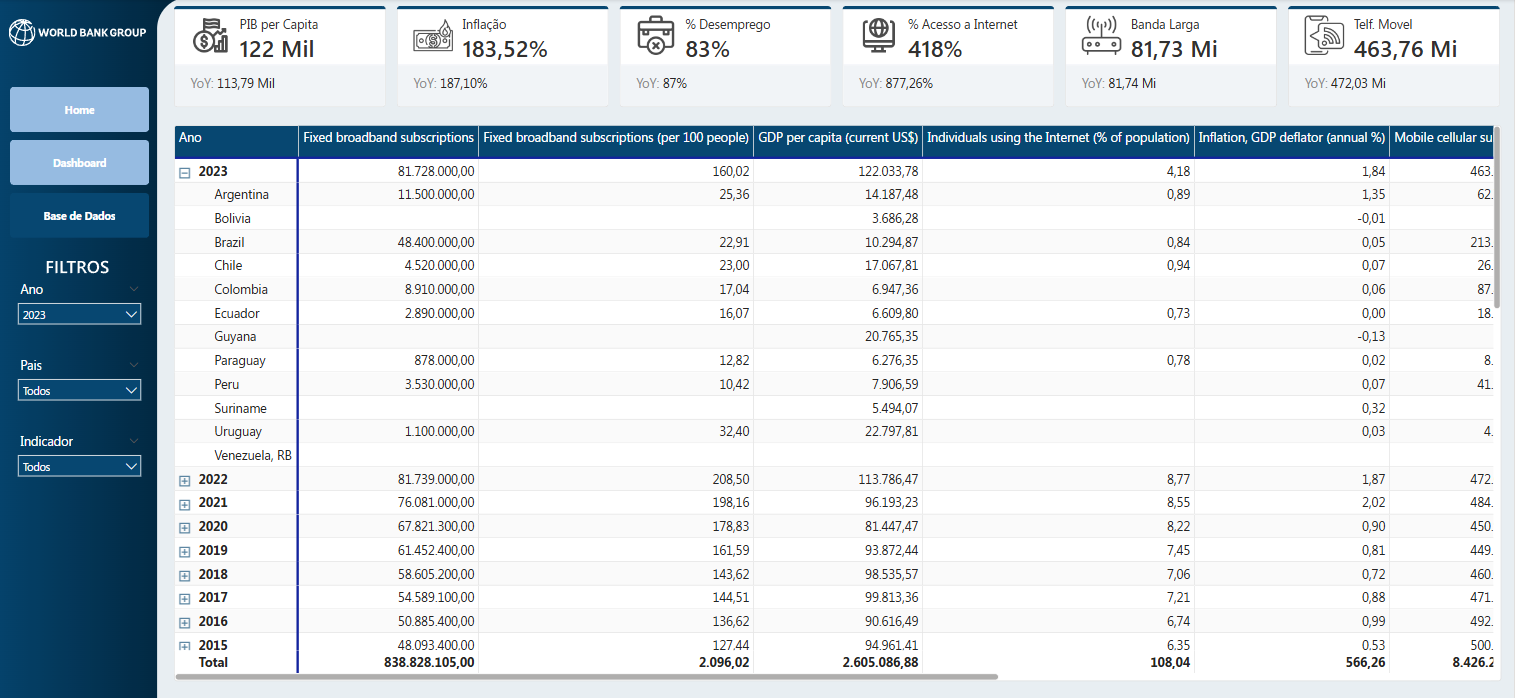 WORLD BANK GROUP
Home
Dashboard
Base de Dados
FILTROS
Ano
2023
Pais
Todos
Indicador
Todos
PIB per Capita
122 Mil
YoY: 113,79 Mil
Inflação
183,52%
YoY: 187,10%
% Desemprego
83%
YoY: 87%
% Acesso a Internet
418%
YoY: 877,26%
Banda Larga
81,73 Mi
YoY: 81,74 Mi
Telf. Movel
463,76 Mi
YoY: 472,03 Mi
Ano Fixed broadband subscriptions Fixed broadband subscriptions (per 100 people) GDP per capita (current US$) Individuals using the Internet (% of population) Inflation, GDP deflator (annual %) Mobile cellular su
2023 81.728.000,00 160,02 122.033,78 4,18 1,84 463.
Argentina 11.500.000,00 25,36 14.187,48 0,89 1,35 62.
Bolivia 3.686,28 -0,01
Brazil 48.400.000,00 22,91 10.294,87 0,84 0,05 213.
Chile 4.520.000,00 23,00 17.067,81 0,94 0,07 26.
Colombia 8.910.000,00 17,04 6.947,36 0,06 87.
Ecuador 2.890.000,00 16,07 6.609,80 0,73 0,00 18.
Guyana 20.765,35 -0,13
Paraguay 878.000,00 12,82 6.276,35 0,78 0,02 8.
Peru 3.530.000,00 10,42 7.906,59 0,07 41.
Suriname 5.494,07 0,32
Uruguay 1.100.000,00 32,40 22.797,81 0,03 4.
Venezuela, RB
2022 81.739.000,00 208,50 113.786,47 8,77 1,87 472.
2021 76.081.000,00 198,16 96.193,23 8,55 2,02 484.
2020 67.821.300,00 178,83 81.447,47 8,22 0,90 450.
2019 61.452.400,00 161,59 93.872,44 7,45 0,81 449.
2018 58.605.200,00 143,62 98.535,57 7,06 0,72 460.
2017 54.589.100,00 144,51 99.813,36 7,21 0,88 471.
2016 50.885.400,00 136,62 90.616,49 6,74 0,99 492.
2015 48.093.400,00 127,44 94.961,41 6,35 0,53 500.
Total 838.828.105,00 2.096,02 2.605.086,88 108,04 566,26 8.426.2